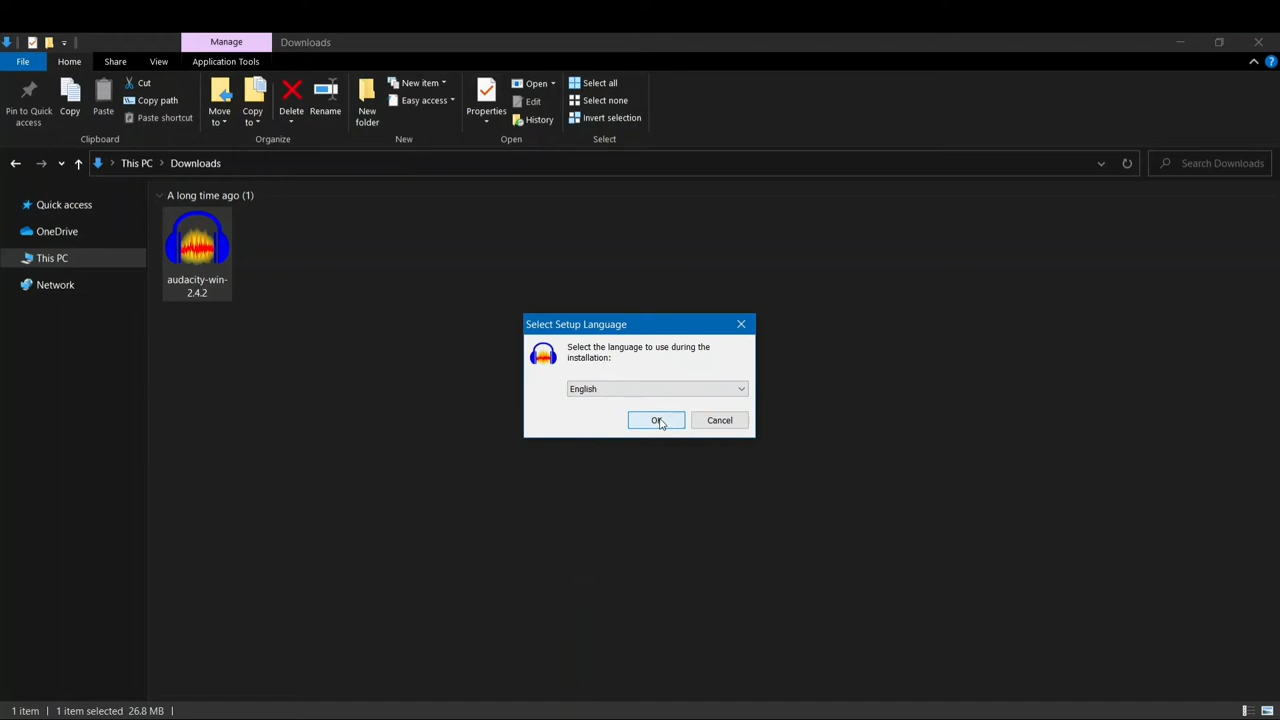 Manage
Downloads
File
Home
Share
View
Application Tools
Pin to Quick
access
Copy
Paste
Cut
Copy path
Paste shortcut
Clipboard
Move
to
Copy
to
Delete
Rename
Organize
New
folder
New item
Easy access
New
Properties
Open
Edit
History
Open
Select all
Select none
Invert selection
Select
This PC
Downloads
Search Downloads
Quick access
OneDrive
This PC
Network
A long time ago (1)
audacity-win-
2.4.2
Select Setup Language
Select the language to use during the
installation:
English
OK
Cancel
1 item
1 item selected 26.8 MB